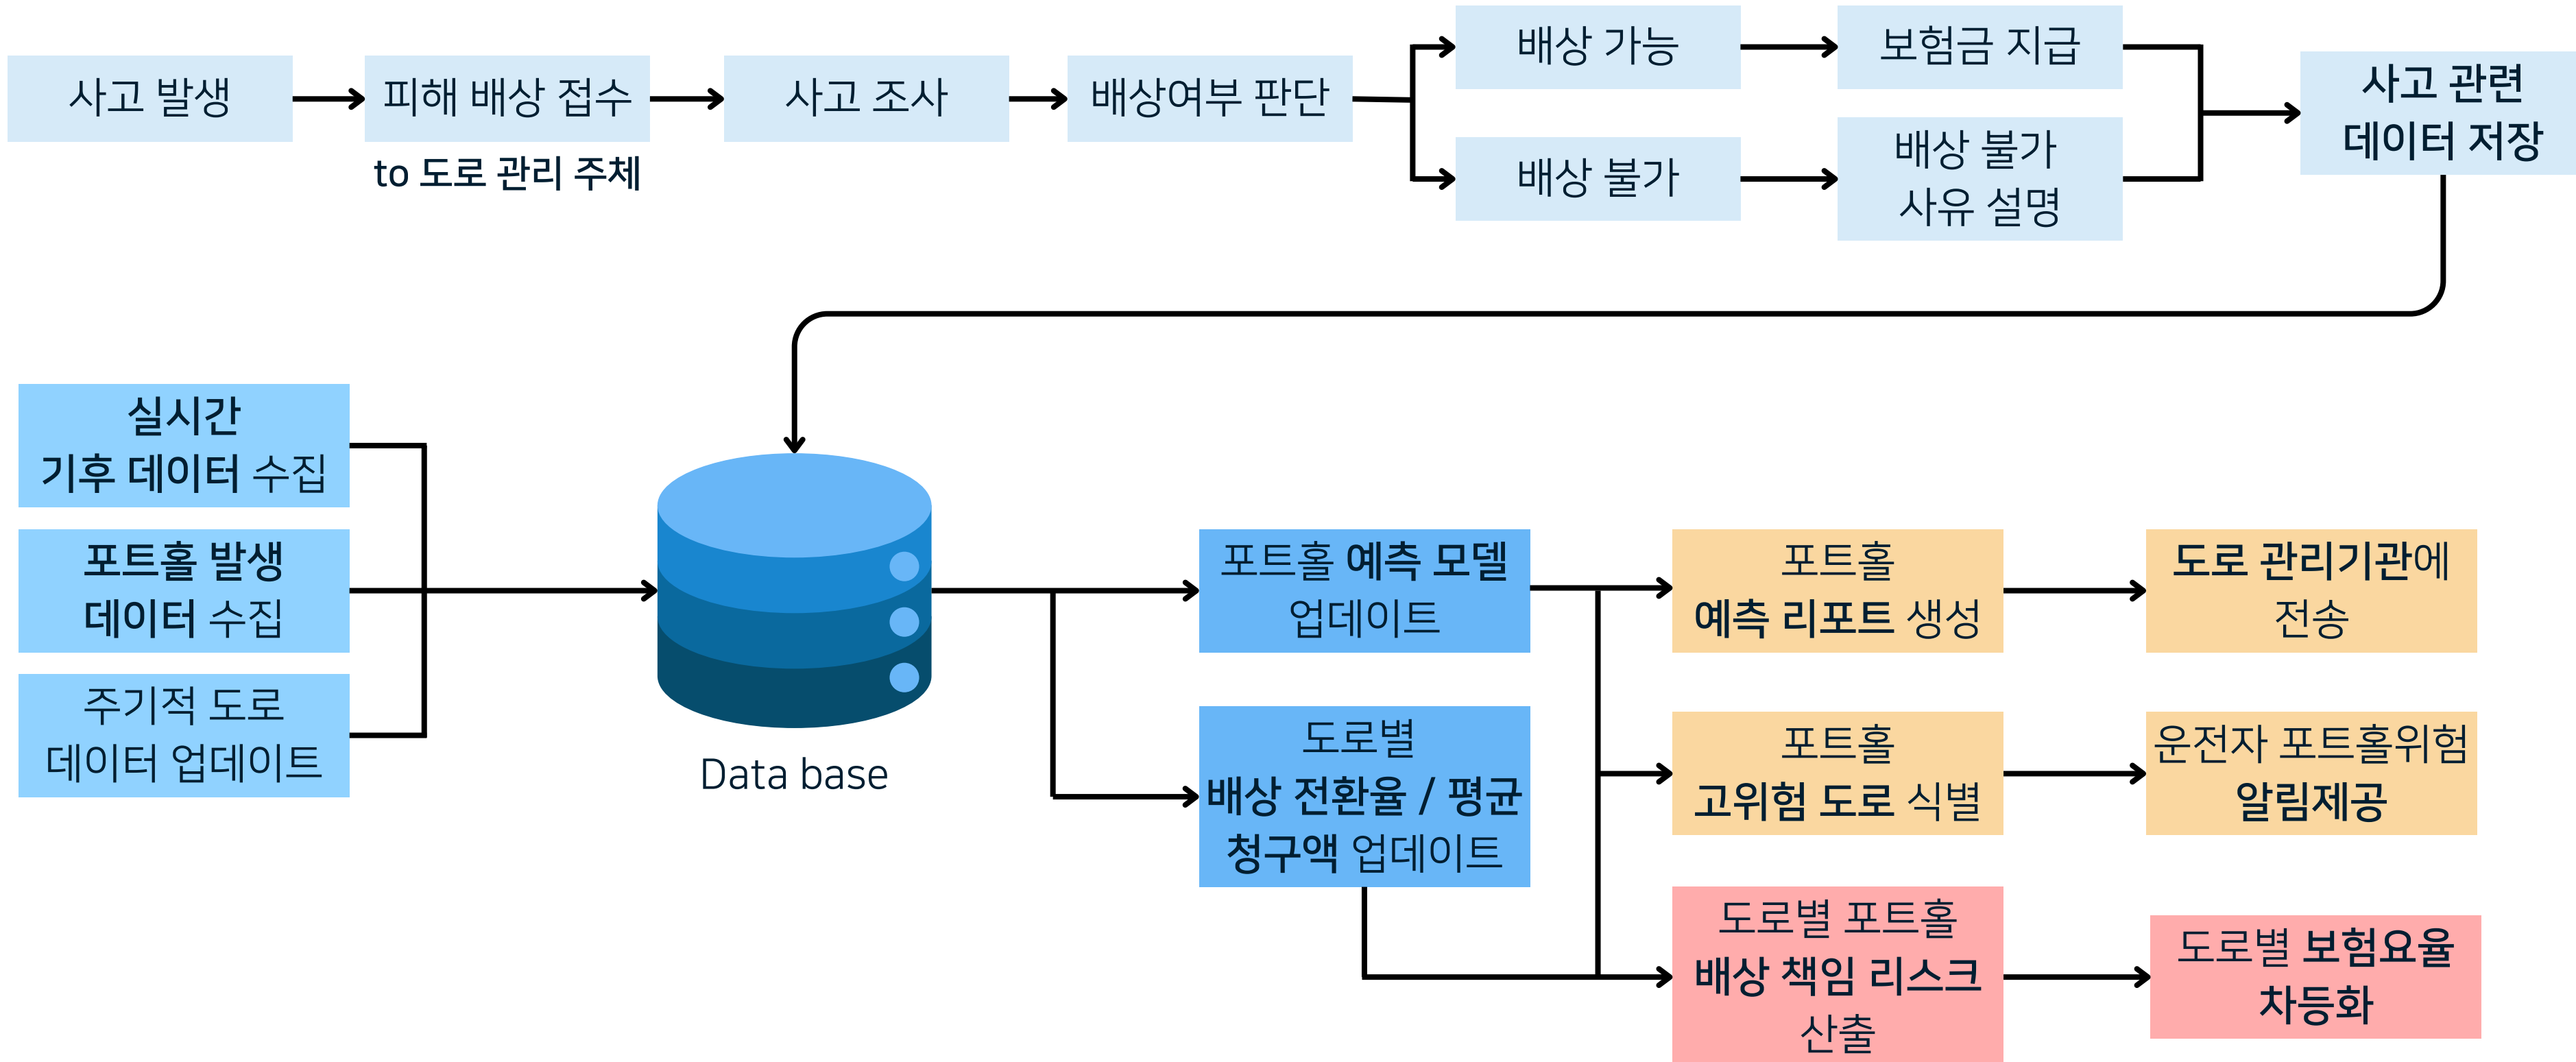 사고 발생
피해 배상 접수
to 도로 관리 주체
사고 조사
배상여부 판단
배상 가능
보험금 지급
배상 불가
배상 불가
사유 설명
사고 관련
데이터 저장
실시간
기후 데이터 수집
포트홀 발생
데이터 수집
주기적 도로
데이터 업데이트
Data base
포트홀 예측 모델
업데이트
도로별
배상 전환율 / 평균
청구액 업데이트
포트홀
예측 리포트 생성
도로 관리기관에
전송
포트홀
고위험 도로 식별
운전자 포트홀위험
알림제공
도로별 포트홀
배상 책임 리스크
산출
도로별 보험요율
차등화